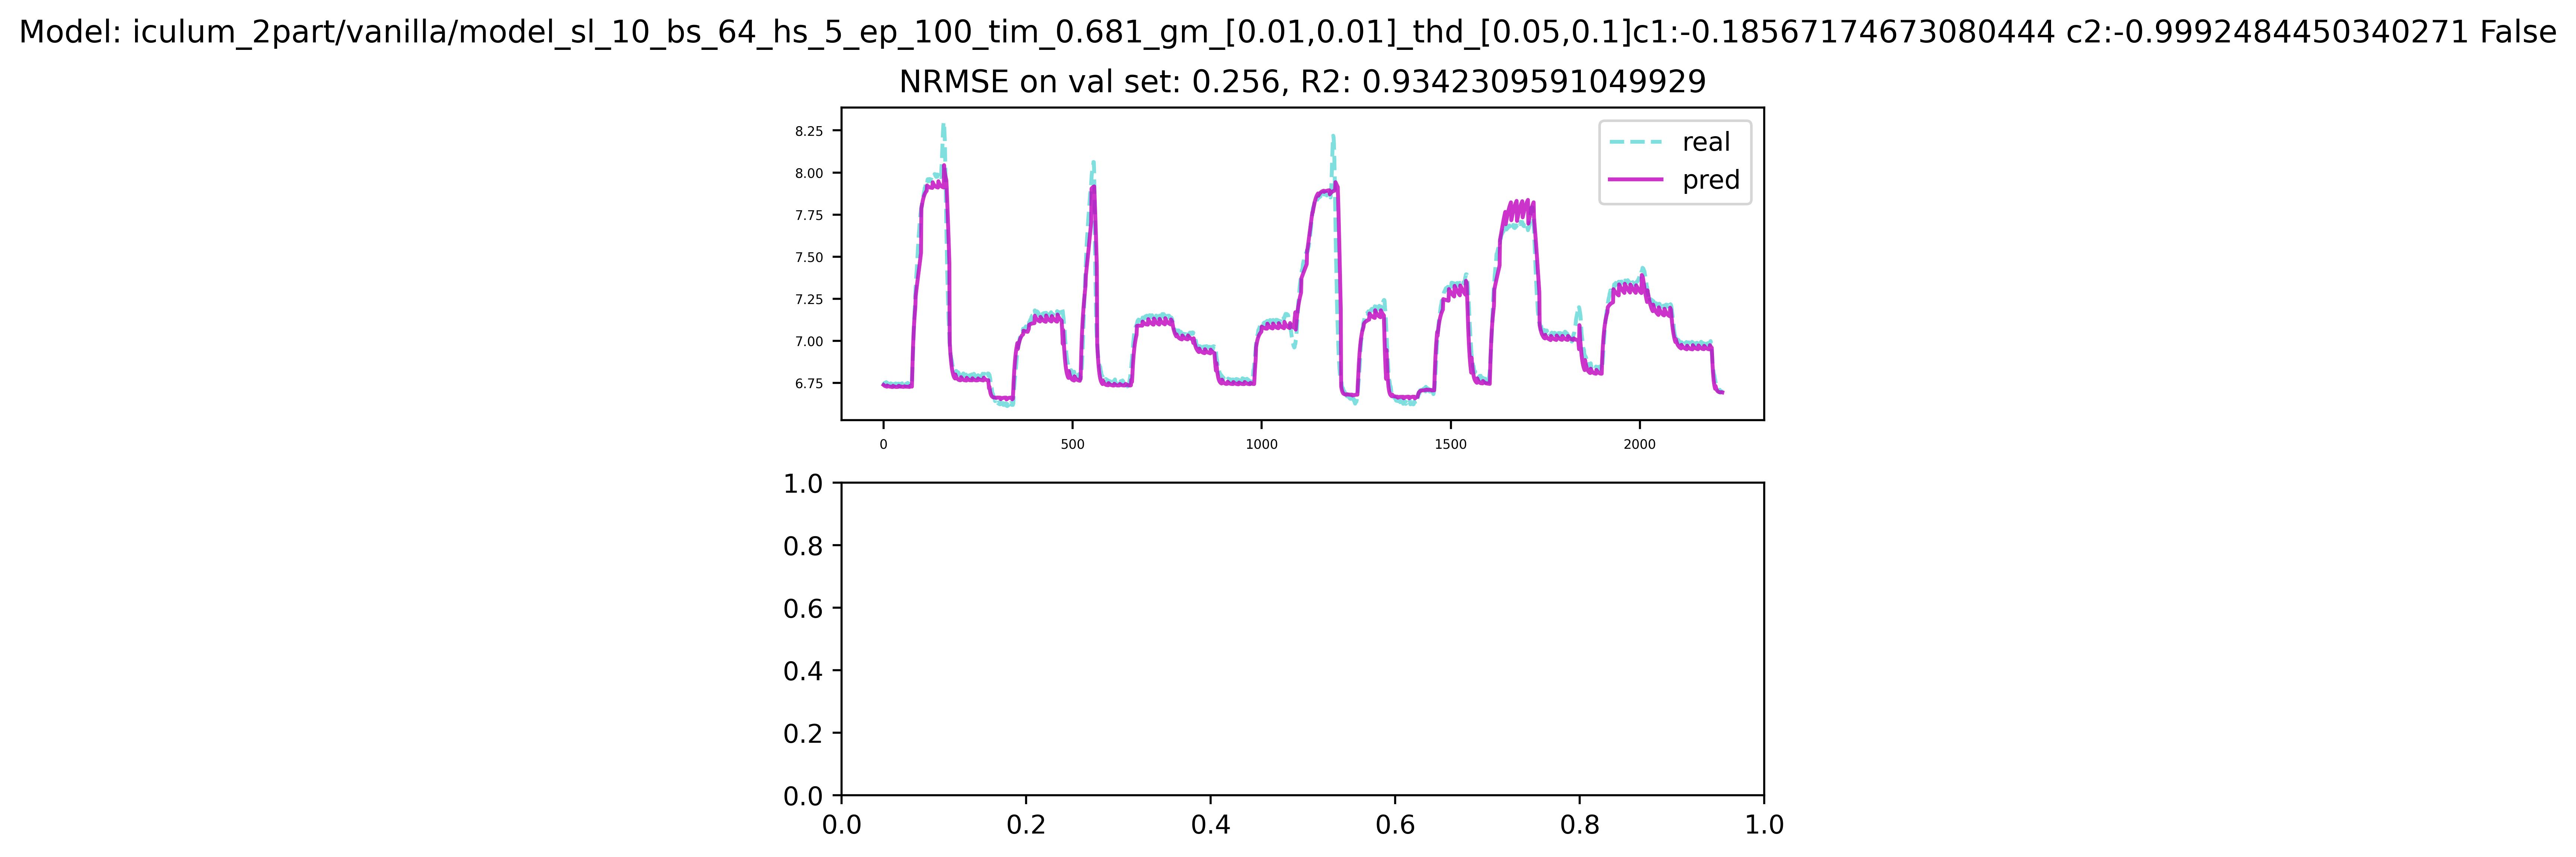 Model: iculum_2part/vanilla/model_sl_10_bs_64_hs_5_ep_100_tim_0.681_gm_[0.01,0.01]_thd_[0.05,0.1]c1:-0.18567174673080444 c2:-0.9992484450340271 False
NRMSE on val set: 0.256, R2: 0.9342309591049929
8.25
8.00
7.75
7.50
7.25
7.00
6.75
real
pred
0 500 1000 1500 2000
1.0
0.8
0.6
0.4
0.2
0.0
0.0 0.2 0.4 0.6 0.8 1.0